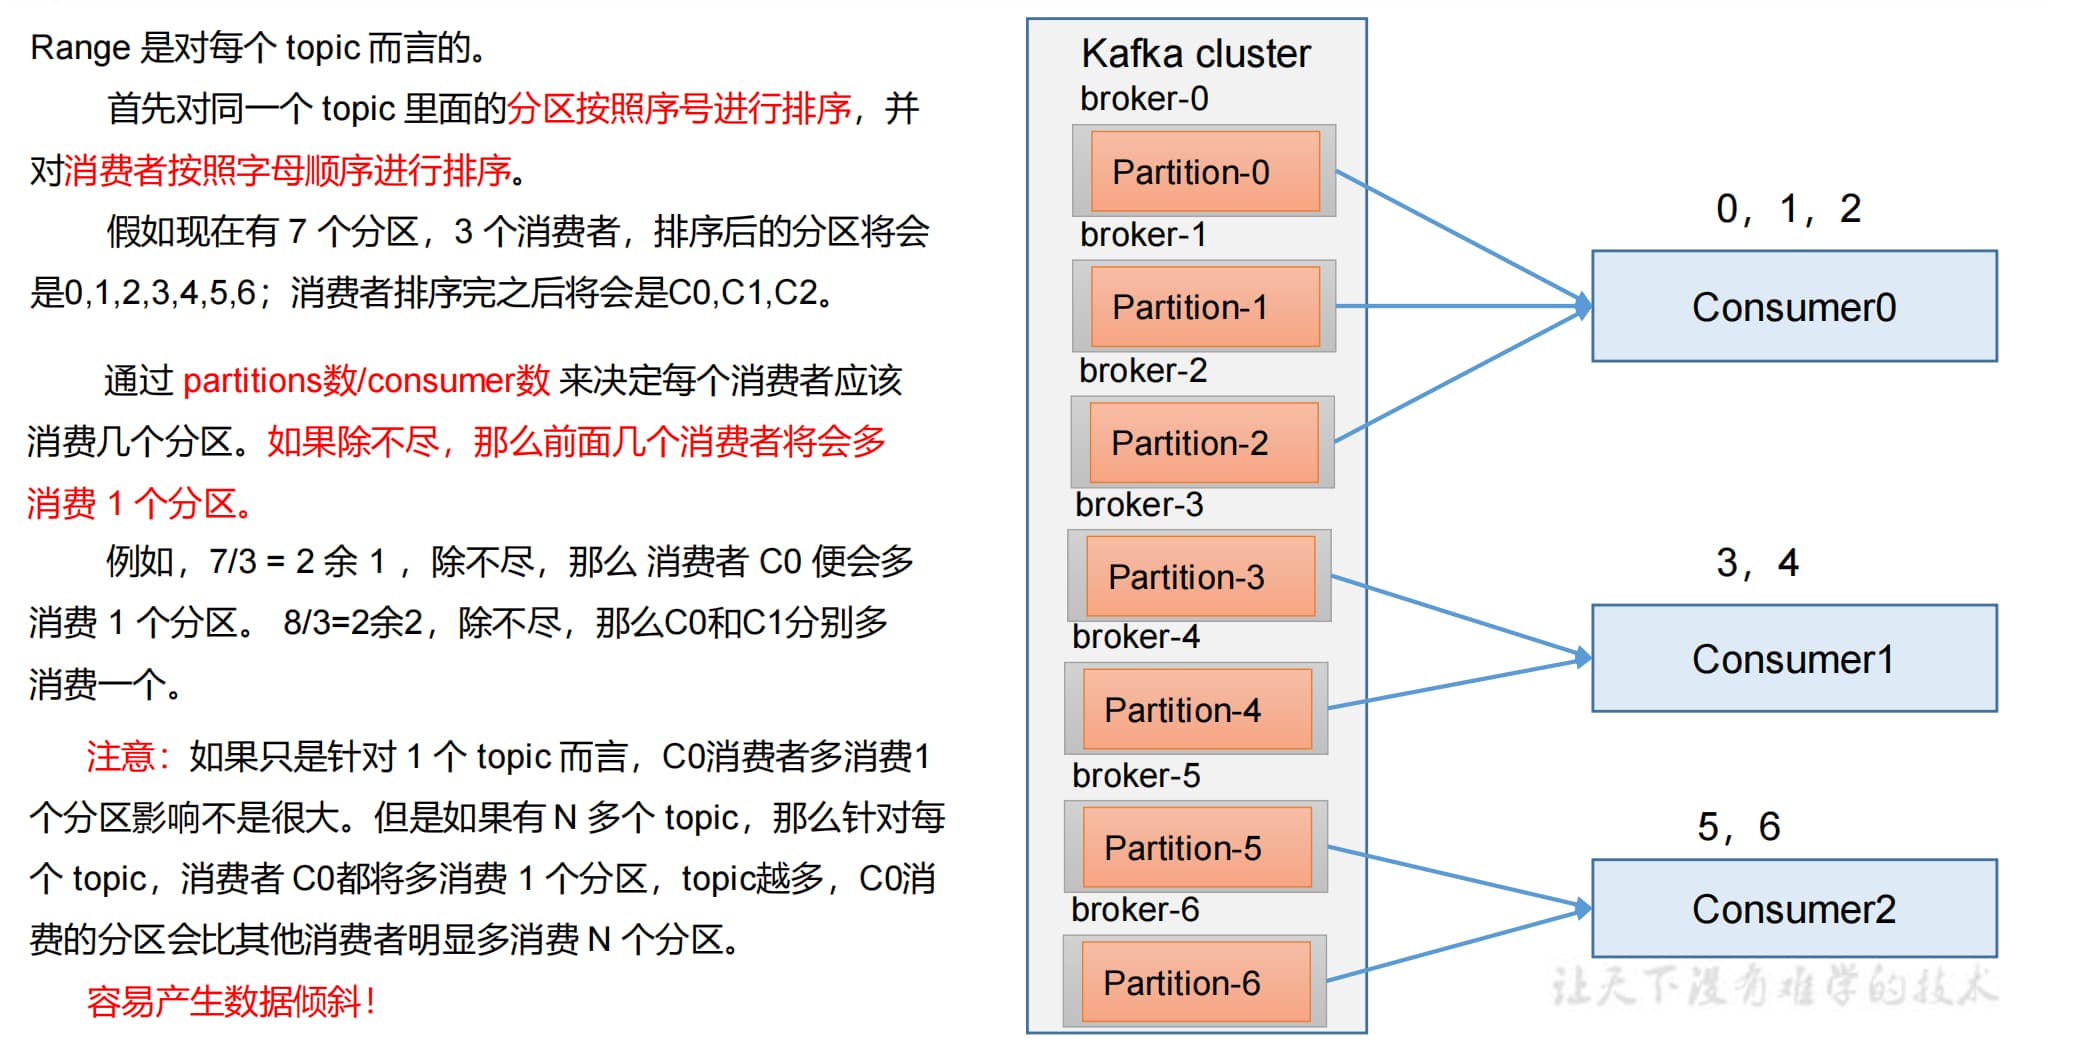 Range 是对每个 topic 而言的。
首先对同一个 topic 里面的分区按照序号进行排序，并
对消费者按照字母顺序进行排序。
假如现在有 7 个分区，3 个消费者，排序后的分区将会
是0,1,2,3,4,5,6；消费者排序完之后将会是C0,C1,C2。
通过 partitions数/consumer数 来决定每个消费者应该
消费几个分区。如果除不尽，那么前面几个消费者将会多
消费 1 个分区。
例如，7/3 = 2 余 1 ，除不尽，那么 消费者 C0 便会多
消费 1 个分区。 8/3=2余2，除不尽，那么C0和C1分别多
消费一个。
注意：如果只是针对 1 个 topic 而言，C0消费者多消费1
个分区影响不是很大。但是如果有 N 多个 topic，那么针对每
个 topic，消费者 C0都将多消费 1 个分区，topic越多，C0消
费的分区会比其他消费者明显多消费 N 个分区。
容易产生数据倾斜！
Kafka cluster
broker-0
Partition-0
broker-1
Partition-1
broker-2
Partition-2
broker-3
Partition-3
broker-4
Partition-4
broker-5
Partition-5
broker-6
Partition-6
0，1，2
Consumer0
3，4
Consumer1
5，6
Consumer2
让天下没有难学的技术